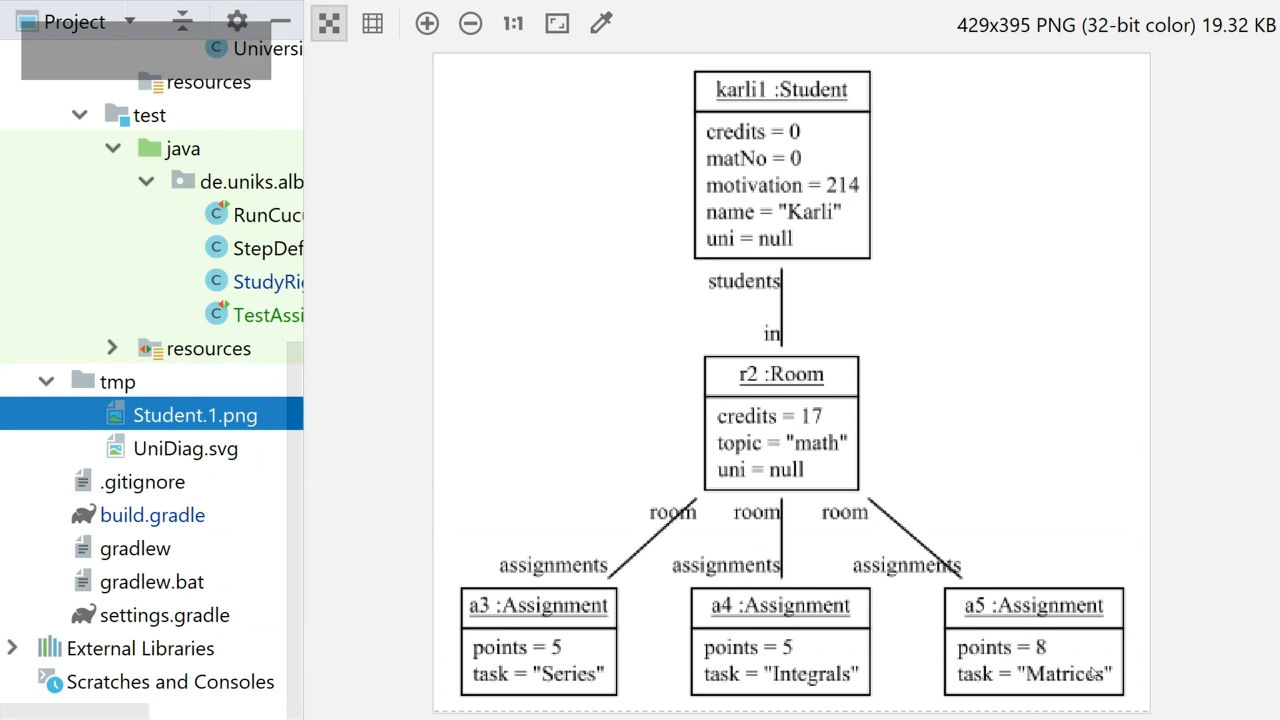 Project
429x395 PNG (32-bit color) 19.32 KB
Universi
resources
test
java
de.uniks.alb
RunCucu
StepDef
StudyRi
TestAssi
resources
tmp
Student.1.png
UniDiag.svg
.gitignore
build.gradle
gradlew
gradlew.bat
settings.gradle
External Libraries
Scratches and Consoles
1:1
karli1 :Student
credits = 0
matNo = 0
motivation = 214
name = "Karli"
uni = null
students
in
r2 :Room
credits = 17
topic = "math"
uni = null
room room room
assignments assignments assignments
a3 :Assignment
points = 5
task = "Series"
a4 :Assignment
points = 5
task = "Integrals"
a5 :Assignment
points = 8
task = "Matrices"